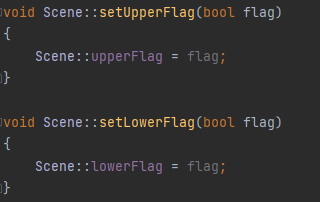 void Scene::setUpperFlag(bool flag)
{
    Scene::upperFlag = flag;
}

void Scene::setLowerFlag(bool flag)
{
    Scene::lowerFlag = flag;
}